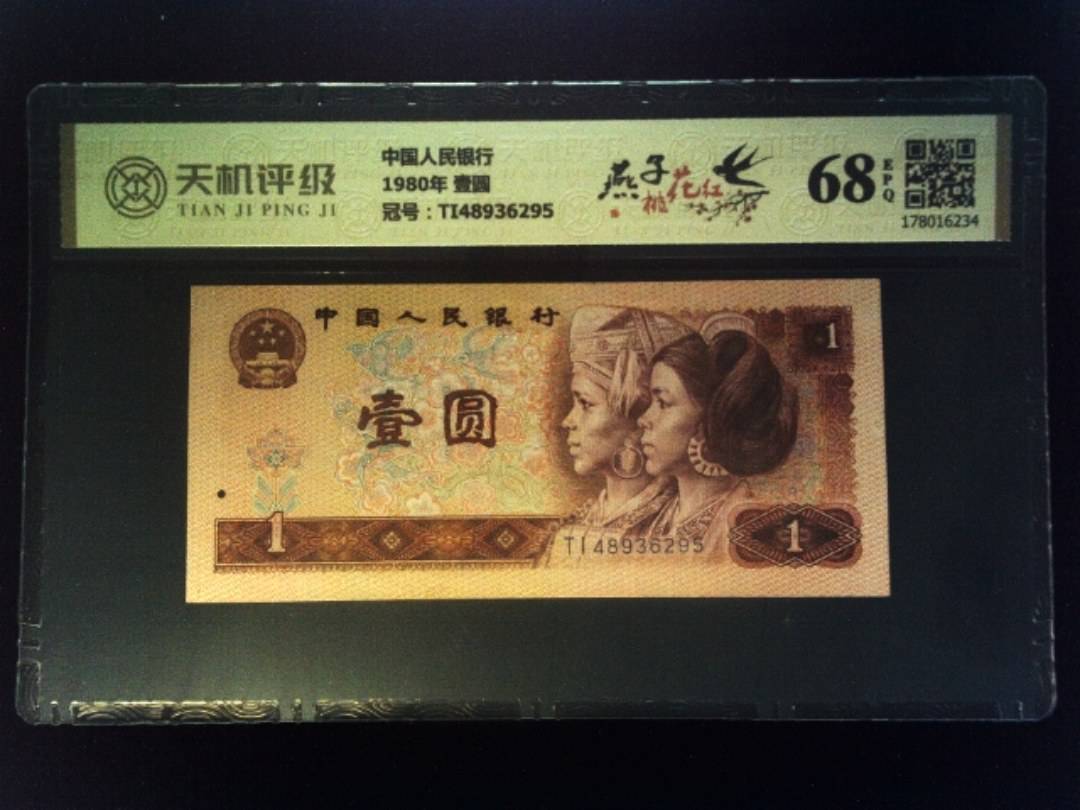 天机评级
TIAN JI PING JI
中国人民银行
1980年 壹圆
冠号：TI48936295
燕子
桃花红
68
EPQ
178016234
中国人民银行
壹圆
1
1
TI48936295
1